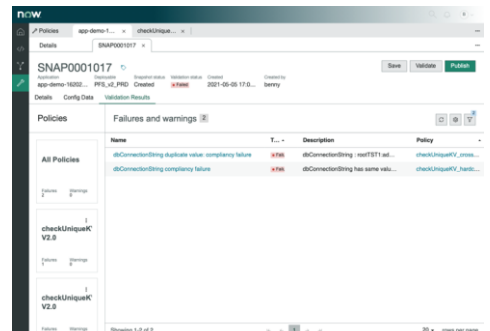 now
Policies app-demo-1... × checkUnique... ×
Details SNAP0001017 ×
SNAP0001017
Save Validate Publish
Application Deployable Snapshot status Validation status Created Created by
app-demo-16202... PFS_v2_PRD Created Failed 2021-05-05 17:0... benny
Details Config Data Validation Results
Policies
Failures and warnings 2
Name T... Description Policy
All Policies
dbConnectionString duplicate value: compliancy failure Fail dbConnectionString : rootTST1:ad... checkUniqueKV_cross...
dbConnectionString compliancy failure Fail dbConnectionString has same valu... checkUniqueKV_hardc...
Failures Warnings
2 0
checkUniqueK'
V2.0
Failures Warnings
1 0
checkUniqueK'
V2.0
Failures Warnings
Showing 1-2 of 2 1 20 rows per page